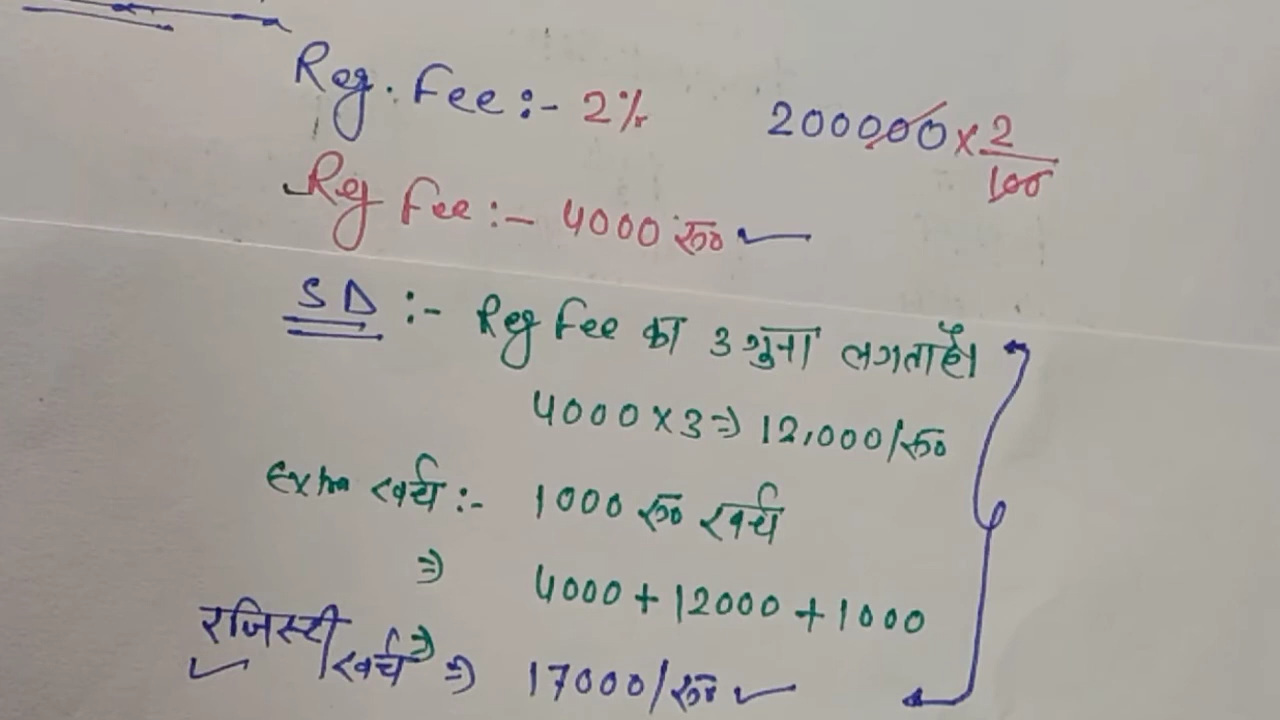 Reg. Fee :- 2% 200000 × 2/100
Reg Fee :- 4000 रू०
SD :- Reg Fee का 3 गुना लगता है।
4000 × 3 ⇒ 12,000/रू०
Extra खर्च :- 1000 रू० खर्च
⇒ 4000 + 12000 + 1000
रजिस्टी खर्च ⇒ ⇒ 17000/रू०